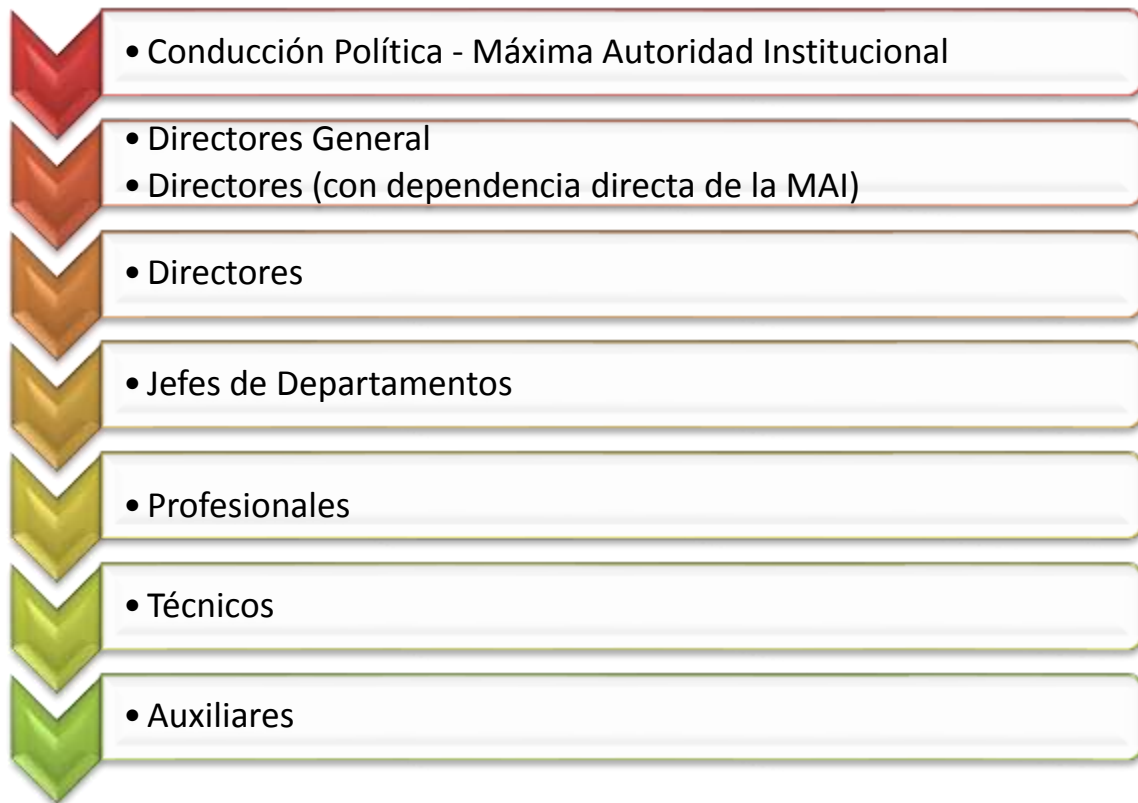 • Conducción Política - Máxima Autoridad Institucional
• Directores General
• Directores (con dependencia directa de la MAI)
• Directores
• Jefes de Departamentos
• Profesionales
• Técnicos
• Auxiliares